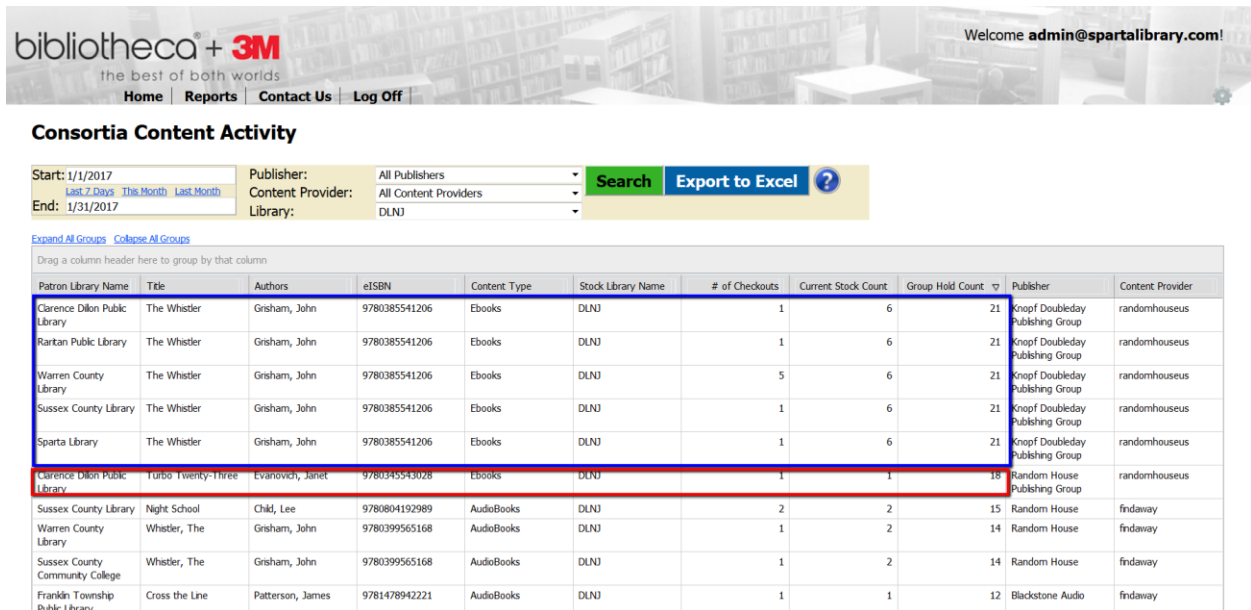 bibliotheca® + 3M
the best of both worlds
Welcome admin@spartalibrary.com!
Home Reports Contact Us Log Off
Consortia Content Activity
Start: 1/1/2017 Publisher: All Publishers Search Export to Excel ?
Last 7 Days This Month Last Month Content Provider: All Content Providers
End: 1/31/2017 Library: DLNJ
Expand All Groups Collapse All Groups
Drag a column header here to group by that column
Patron Library Name Title Authors eISBN Content Type Stock Library Name # of Checkouts Current Stock Count Group Hold Count Publisher Content Provider
Clarence Dillon Public The Whistler Grisham, John 9780385541206 Ebooks DLNJ 1 6 21 Knopf Doubleday randomhouseus
Library Publishing Group
Raritan Public Library The Whistler Grisham, John 9780385541206 Ebooks DLNJ 1 6 21 Knopf Doubleday randomhouseus
Publishing Group
Warren County The Whistler Grisham, John 9780385541206 Ebooks DLNJ 5 6 21 Knopf Doubleday randomhouseus
Library Publishing Group
Sussex County Library The Whistler Grisham, John 9780385541206 Ebooks DLNJ 1 6 21 Knopf Doubleday randomhouseus
Publishing Group
Sparta Library The Whistler Grisham, John 9780385541206 Ebooks DLNJ 1 6 21 Knopf Doubleday randomhouseus
Publishing Group
Clarence Dillon Public Turbo Twenty-Three Evanovich, Janet 9780345543028 Ebooks DLNJ 1 1 18 Random House randomhouseus
Library Publishing Group
Sussex County Library Night School Child, Lee 9780804192989 AudioBooks DLNJ 2 2 15 Random House findaway
Warren County Whistler, The Grisham, John 9780399565168 AudioBooks DLNJ 1 2 14 Random House findaway
Library
Sussex County Whistler, The Grisham, John 9780399565168 AudioBooks DLNJ 1 2 14 Random House findaway
Community College
Franklin Township Cross the Line Patterson, James 9781478942221 AudioBooks DLNJ 1 1 12 Blackstone Audio findaway
Public Library